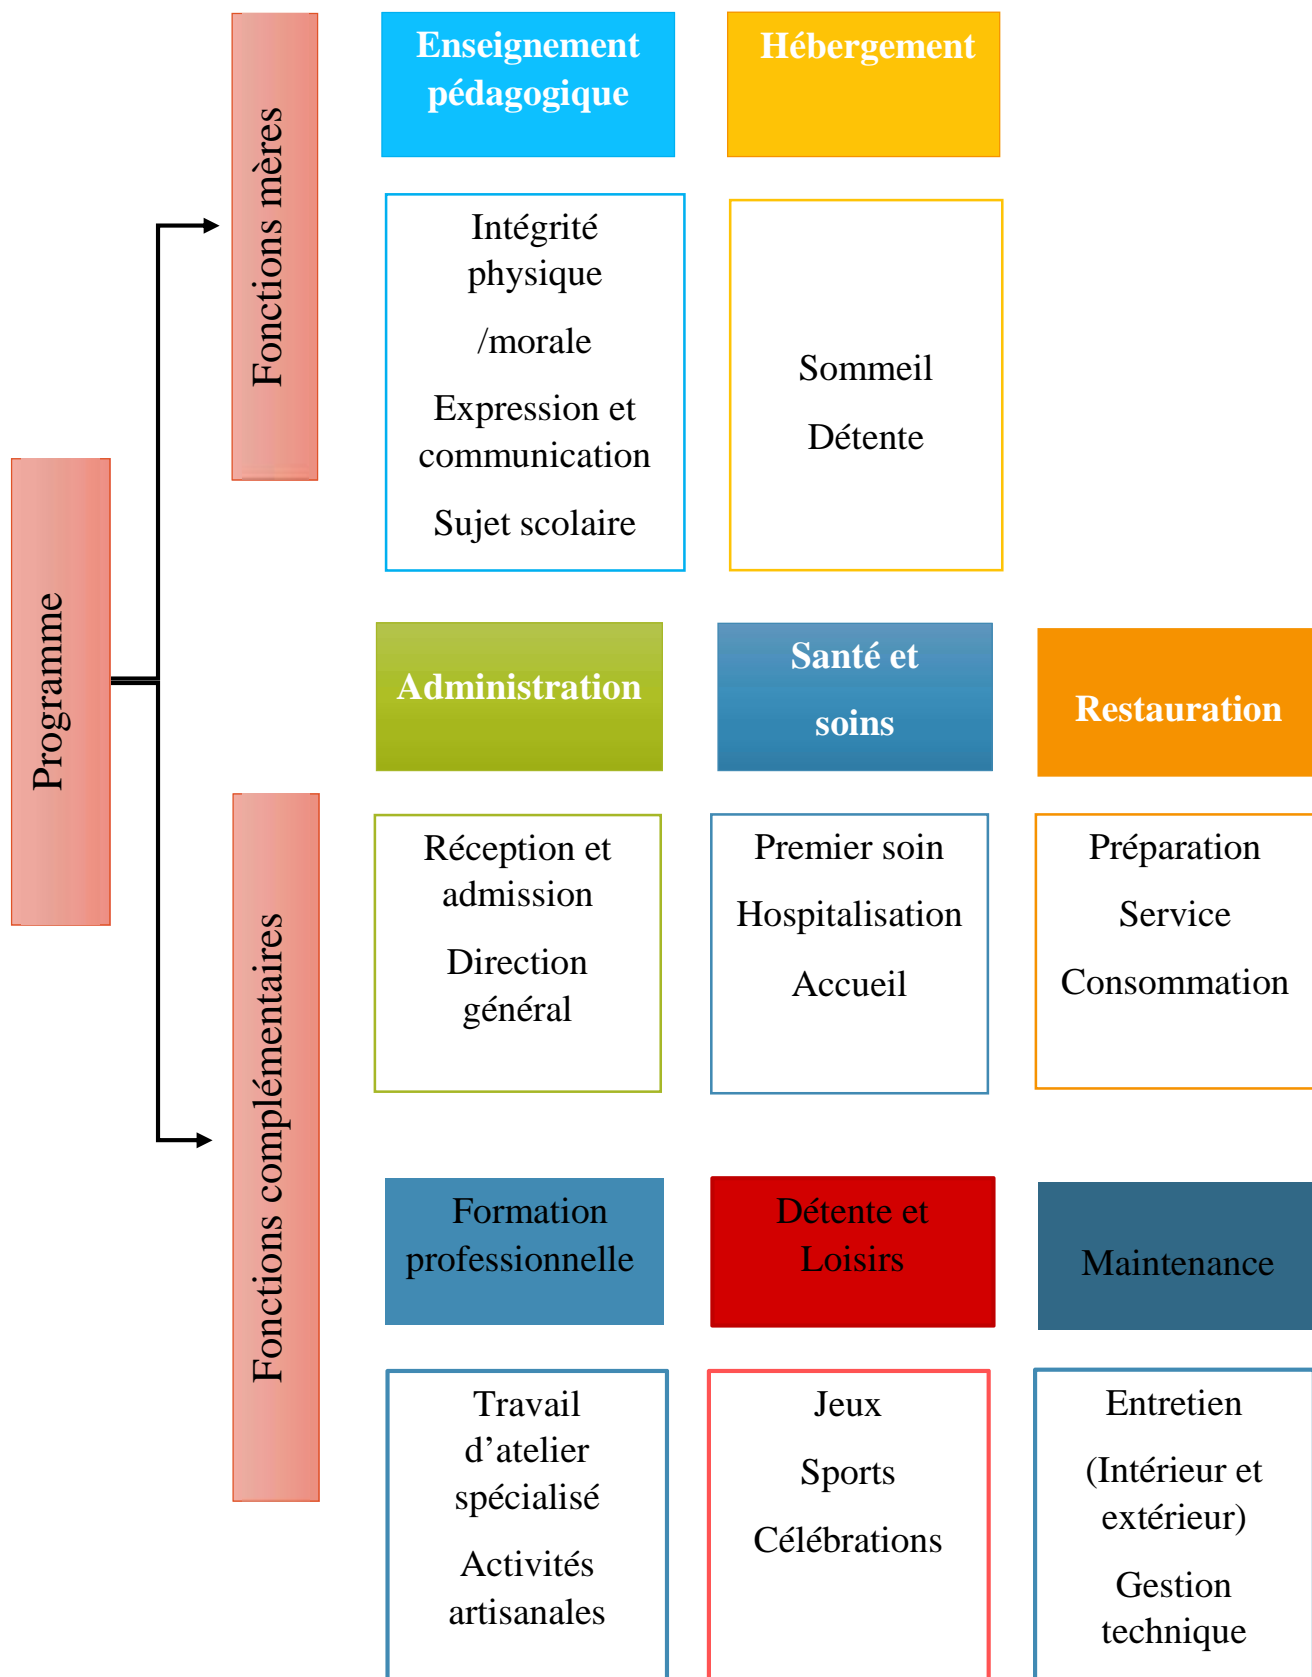 Programme
Fonctions mères
Enseignement
pédagogique
Hébergement
Intégrité
physique
/morale
Expression et
communication
Sujet scolaire
Sommeil
Détente
Fonctions complémentaires
Administration
Santé et
soins
Restauration
Réception et
admission
Direction
général
Premier soin
Hospitalisation
Accueil
Préparation
Service
Consommation
Formation
professionnelle
Détente et
Loisirs
Maintenance
Travail
d’atelier
spécialisé
Activités
artisanales
Jeux
Sports
Célébrations
Entretien
(Intérieur et
extérieur)
Gestion
technique